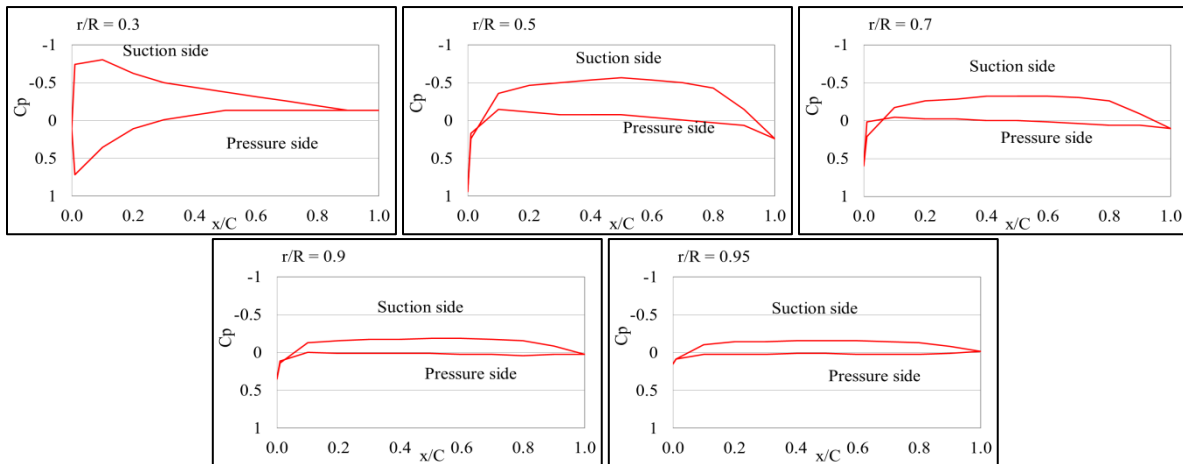 r/R = 0.3
-1
Suction side
-0.5
Cp
0
Pressure side
0.5
1
0.0 0.2 0.4 0.6 0.8 1.0
x/C
r/R = 0.5
-1
Suction side
-0.5
Cp
0
Pressure side
0.5
1
0.0 0.2 0.4 0.6 0.8 1.0
x/C
r/R = 0.7
-1
Suction side
-0.5
Cp
0
Pressure side
0.5
1
0.0 0.2 0.4 0.6 0.8 1.0
x/C
r/R = 0.9
-1
Suction side
-0.5
Cp
0
Pressure side
0.5
1
0.0 0.2 0.4 0.6 0.8 1.0
x/C
r/R = 0.95
-1
Suction side
-0.5
Cp
0
Pressure side
0.5
1
0.0 0.2 0.4 0.6 0.8 1.0
x/C